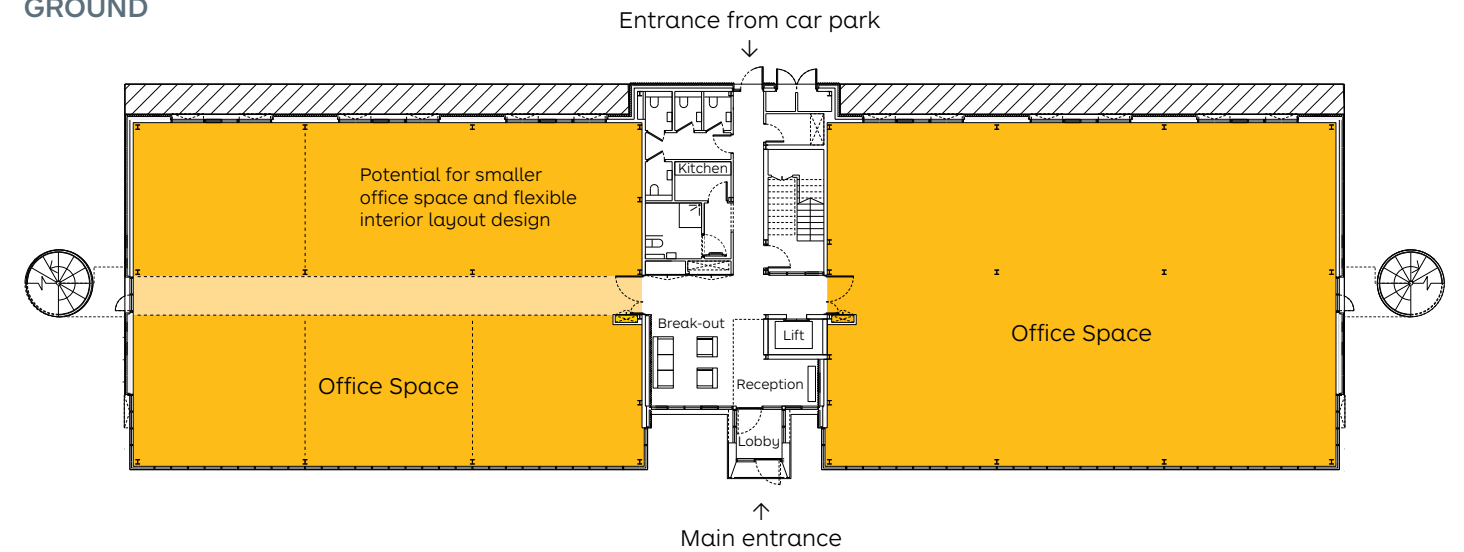 GROUND
Entrance from car park
Potential for smaller
office space and flexible
interior layout design
Kitchen
Break-out
Lift
Office Space
Office Space
Reception
Lobby
Main entrance